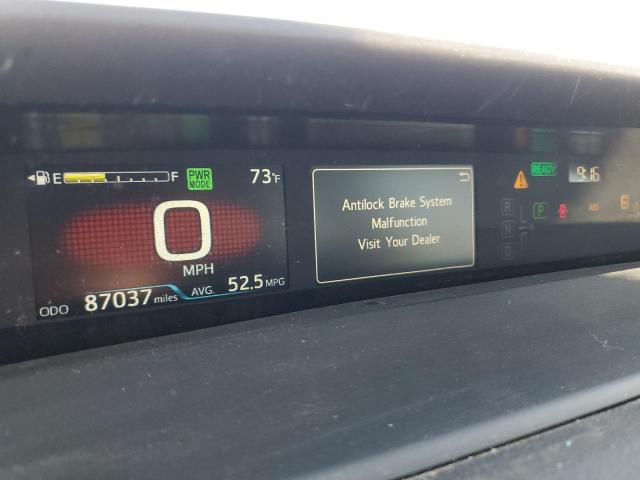 E F PWR MODE 73°F
0
MPH
ODO 87037 miles AVG. 52.5 MPG
Antilock Brake System
Malfunction
Visit Your Dealer
READY 9:16
R
P
N
D